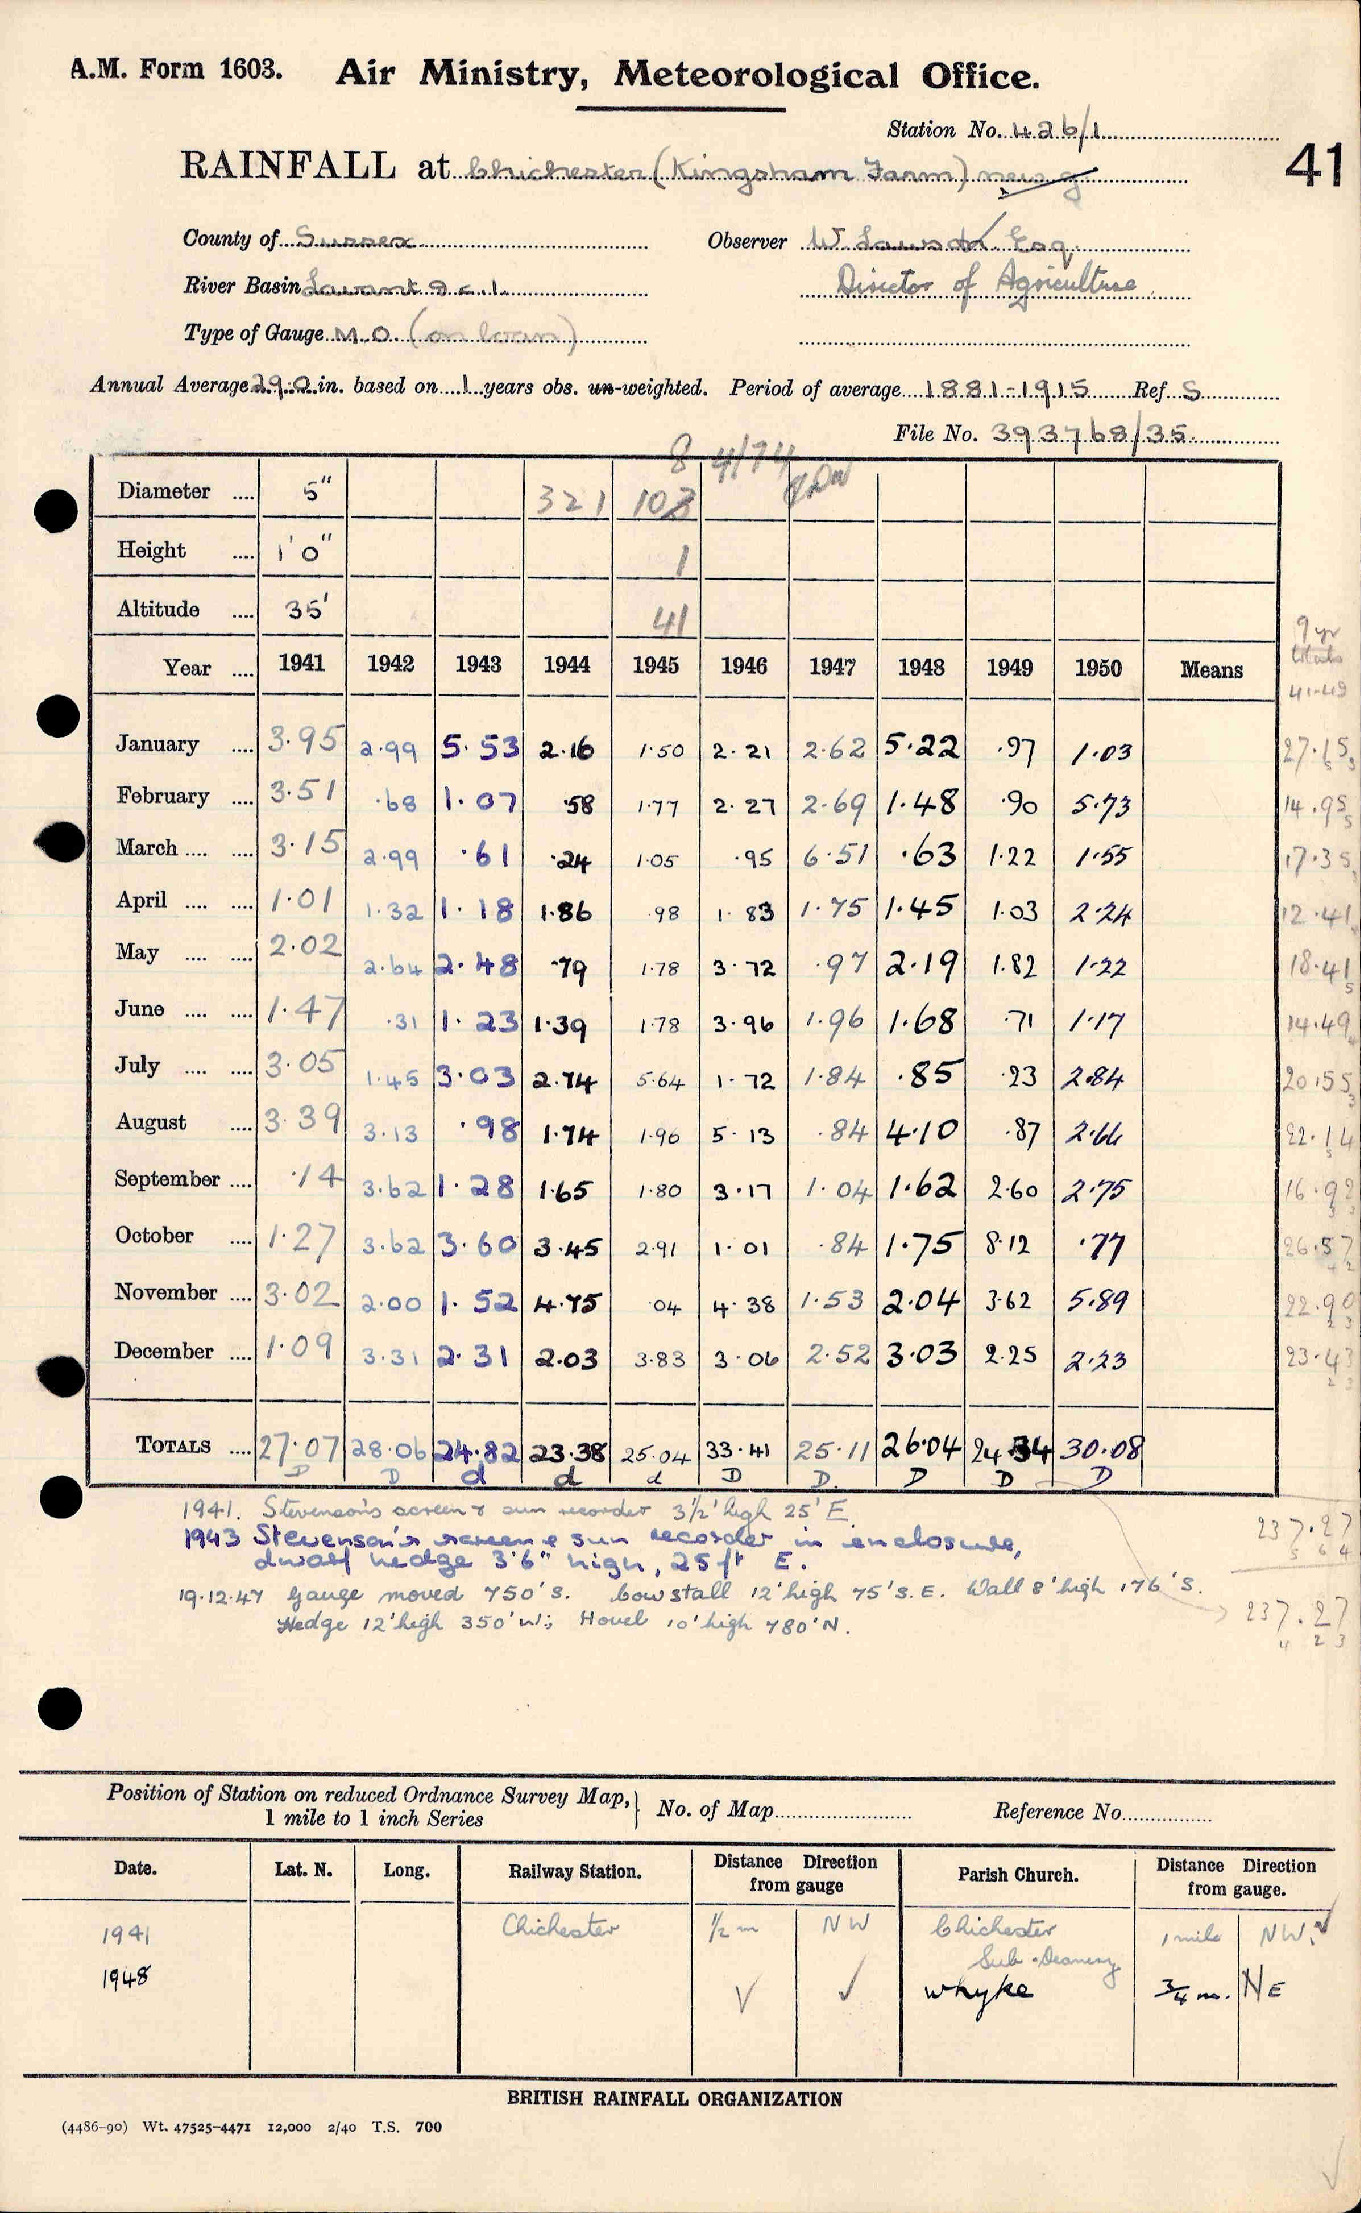 A.M. Form 1603. Air Ministry, Meteorological Office.
Station No. 426/1
41
RAINFALL at Chichester (Kingsham Farm) new g
County of Sussex Observer W Lawson Esq.
River Basin Lavant & c.1. Director of Agriculture.
Type of Gauge M.O. (on loan)
Annual Average 29.0 in. based on 1 years obs. un-weighted. Period of average 1881-1915 Ref. S
File No. 393768/35
8 4/74
Diameter .... 5" 321 103
Height .... 1'0" 1
Altitude .... 35' 41
9 yr
totals
41-49
Year .... 1941 1942 1943 1944 1945 1946 1947 1948 1949 1950 Means
January .... 3.95 2.99 5.53 2.16 1.50 2.21 2.62 5.22 .97 1.03 27.15
February .... 3.51 .68 1.07 .58 1.77 2.27 2.69 1.48 .90 5.73 14.95
March .... .... 3.15 2.99 .61 .24 1.05 .95 6.51 .63 1.22 1.55 17.35
April .... .... 1.01 1.32 1.18 1.86 .98 1.83 1.75 1.45 1.03 2.24 12.41
May .... .... 2.02 2.64 2.48 .79 1.78 3.72 .97 2.19 1.82 1.22 18.41
June .... .... 1.47 .31 1.23 1.39 1.78 3.96 1.96 1.68 .71 1.17 14.49
July .... .... 3.05 1.45 3.03 2.74 5.64 1.72 1.84 .85 .23 2.84 20.55
August .... 3.39 3.13 .98 1.74 1.96 5.13 .84 4.10 .87 2.66 22.14
September .... .14 3.62 1.28 1.65 1.80 3.17 1.04 1.62 2.60 2.75 16.92
October .... 1.27 3.62 3.60 3.45 2.91 1.01 .84 1.75 8.12 .77 26.57
November .... 3.02 2.00 1.52 4.75 .04 4.38 1.53 2.04 3.62 5.89 22.90
December .... 1.09 3.31 2.31 2.03 3.83 3.06 2.52 3.03 2.25 2.23 23.43
TOTALS .... 27.07 28.06 24.82 23.38 25.04 33.41 25.11 26.04 24.34 30.08
D D d d d D D. D D D
1941. Stevenson's screen & sun recorder 3½' high 25' E. 237.27
1943 Stevenson's screen & sun recorder in enclosure,
dwarf hedge 3'6" high, 25 ft E.
19.12.47 Gauge moved 750' S. Cowstall 12' high 75' S.E. Wall 8' high 176' S.
Hedge 12' high 350' W; Hovel 10' high 780' N. 237.27
Position of Station on reduced Ordnance Survey Map, 1 mile to 1 inch Series } No. of Map Reference No.
Date. Lat. N. Long. Railway Station. Distance Direction from gauge Parish Church. Distance Direction from gauge.
1941 Chichester ½ m NW Chichester Sub-Deanery 1 mile NW.
1948 ✓ ✓ Whyke ¾ m. NE
BRITISH RAINFALL ORGANIZATION
(4486-90) Wt. 47525-4471 12,000 2/40 T.S. 700